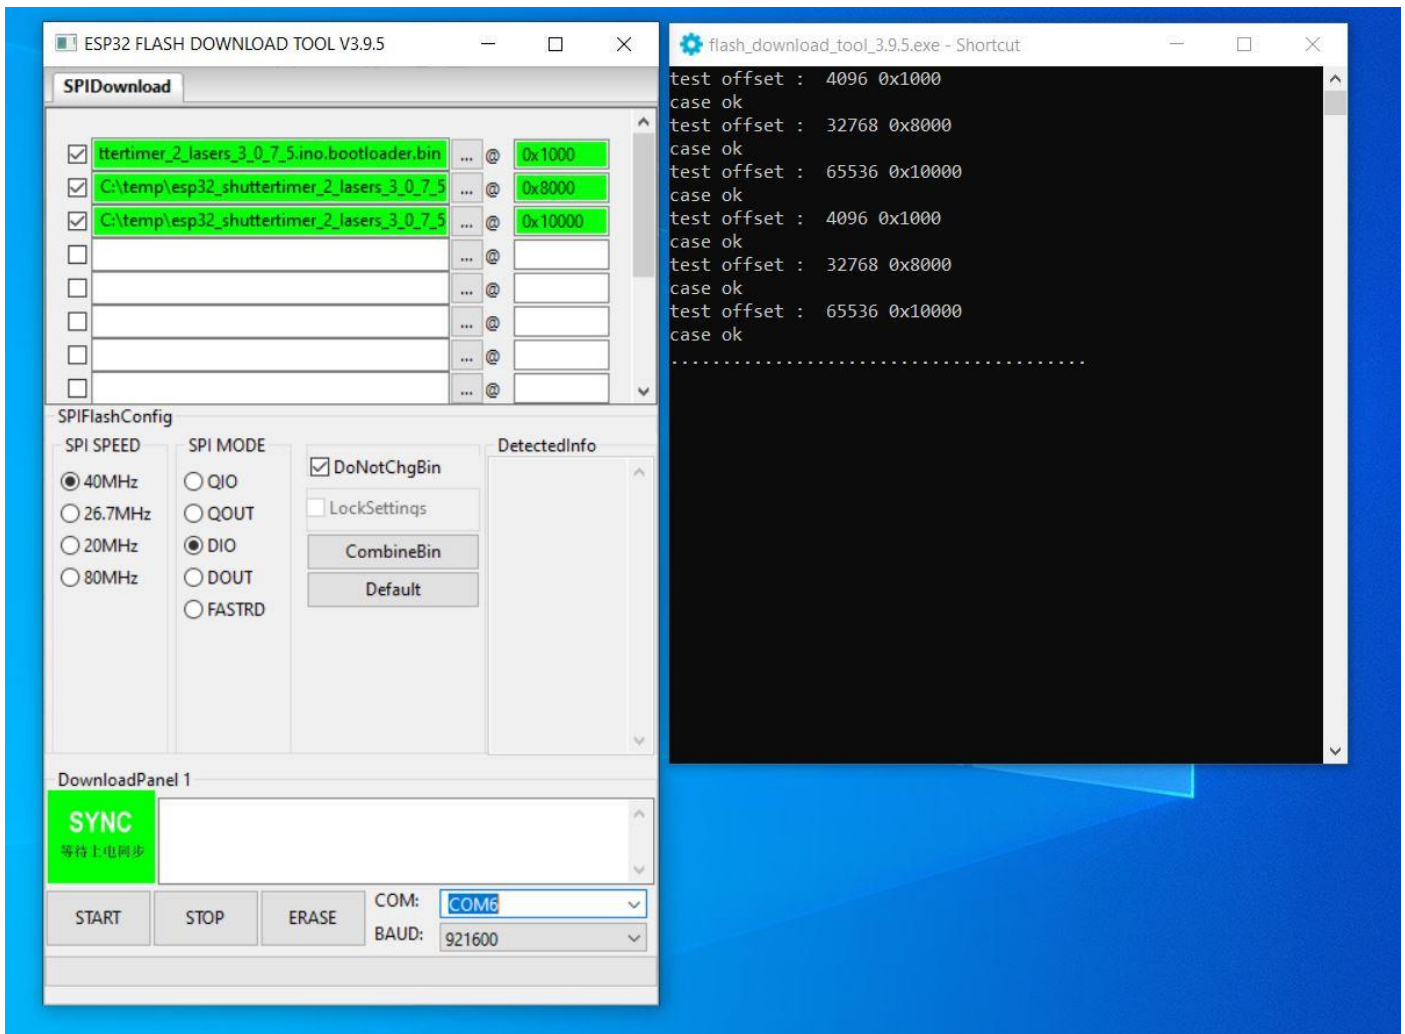 ESP32 FLASH DOWNLOAD TOOL V3.9.5
SPIDownload
ttertimer_2_lasers_3_0_7_5.ino.bootloader.bin ... @ 0x1000
C:\temp\esp32_shuttertimer_2_lasers_3_0_7_5 ... @ 0x8000
C:\temp\esp32_shuttertimer_2_lasers_3_0_7_5 ... @ 0x10000
... @
... @
... @
... @
... @
SPIFlashConfig
SPI SPEED
40MHz
26.7MHz
20MHz
80MHz
SPI MODE
QIO
QOUT
DIO
DOUT
FASTRD
DoNotChgBin
LockSettings
CombineBin
Default
DetectedInfo
DownloadPanel 1
SYNC
等待上电同步
START STOP ERASE
COM: COM6
BAUD: 921600
flash_download_tool_3.9.5.exe - Shortcut
test offset :  4096 0x1000
case ok
test offset :  32768 0x8000
case ok
test offset :  65536 0x10000
case ok
test offset :  4096 0x1000
case ok
test offset :  32768 0x8000
case ok
test offset :  65536 0x10000
case ok
........................................